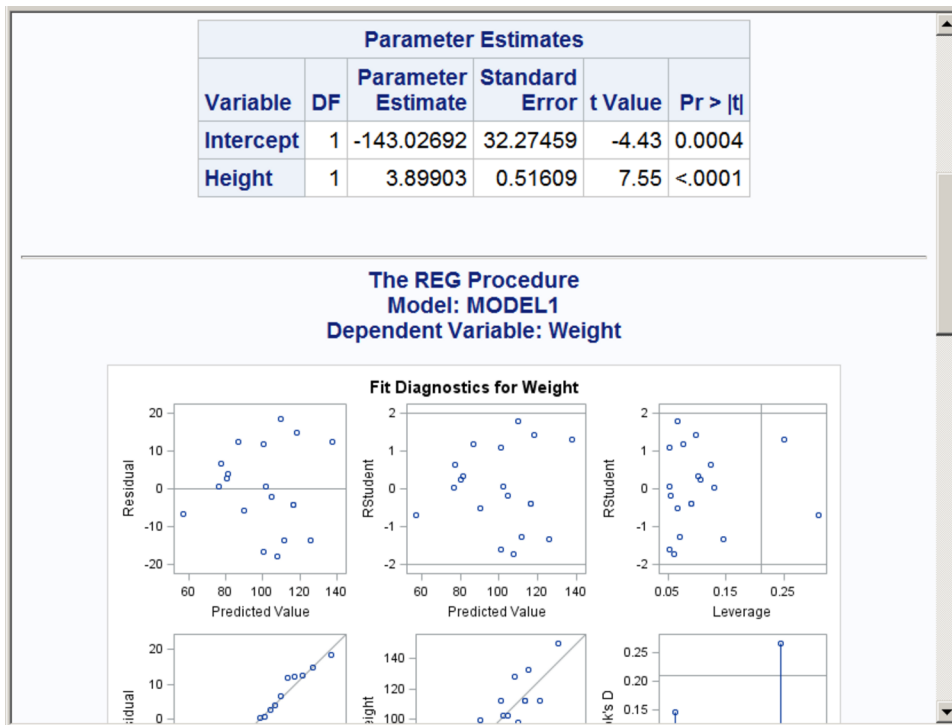 Parameter Estimates
Variable DF Parameter Estimate Standard Error t Value Pr > |t|
Intercept 1 -143.02692 32.27459 -4.43 0.0004
Height 1 3.89903 0.51609 7.55 <.0001
The REG Procedure
Model: MODEL1
Dependent Variable: Weight
Fit Diagnostics for Weight
Residual
20
10
0
-10
-20
60 80 100 120 140
Predicted Value
RStudent
2
1
0
-1
-2
60 80 100 120 140
Predicted Value
RStudent
2
1
0
-1
-2
0.05 0.15 0.25
Leverage
sidual
20
10
0
eight
140
120
100
ok's D
0.25
0.20
0.15